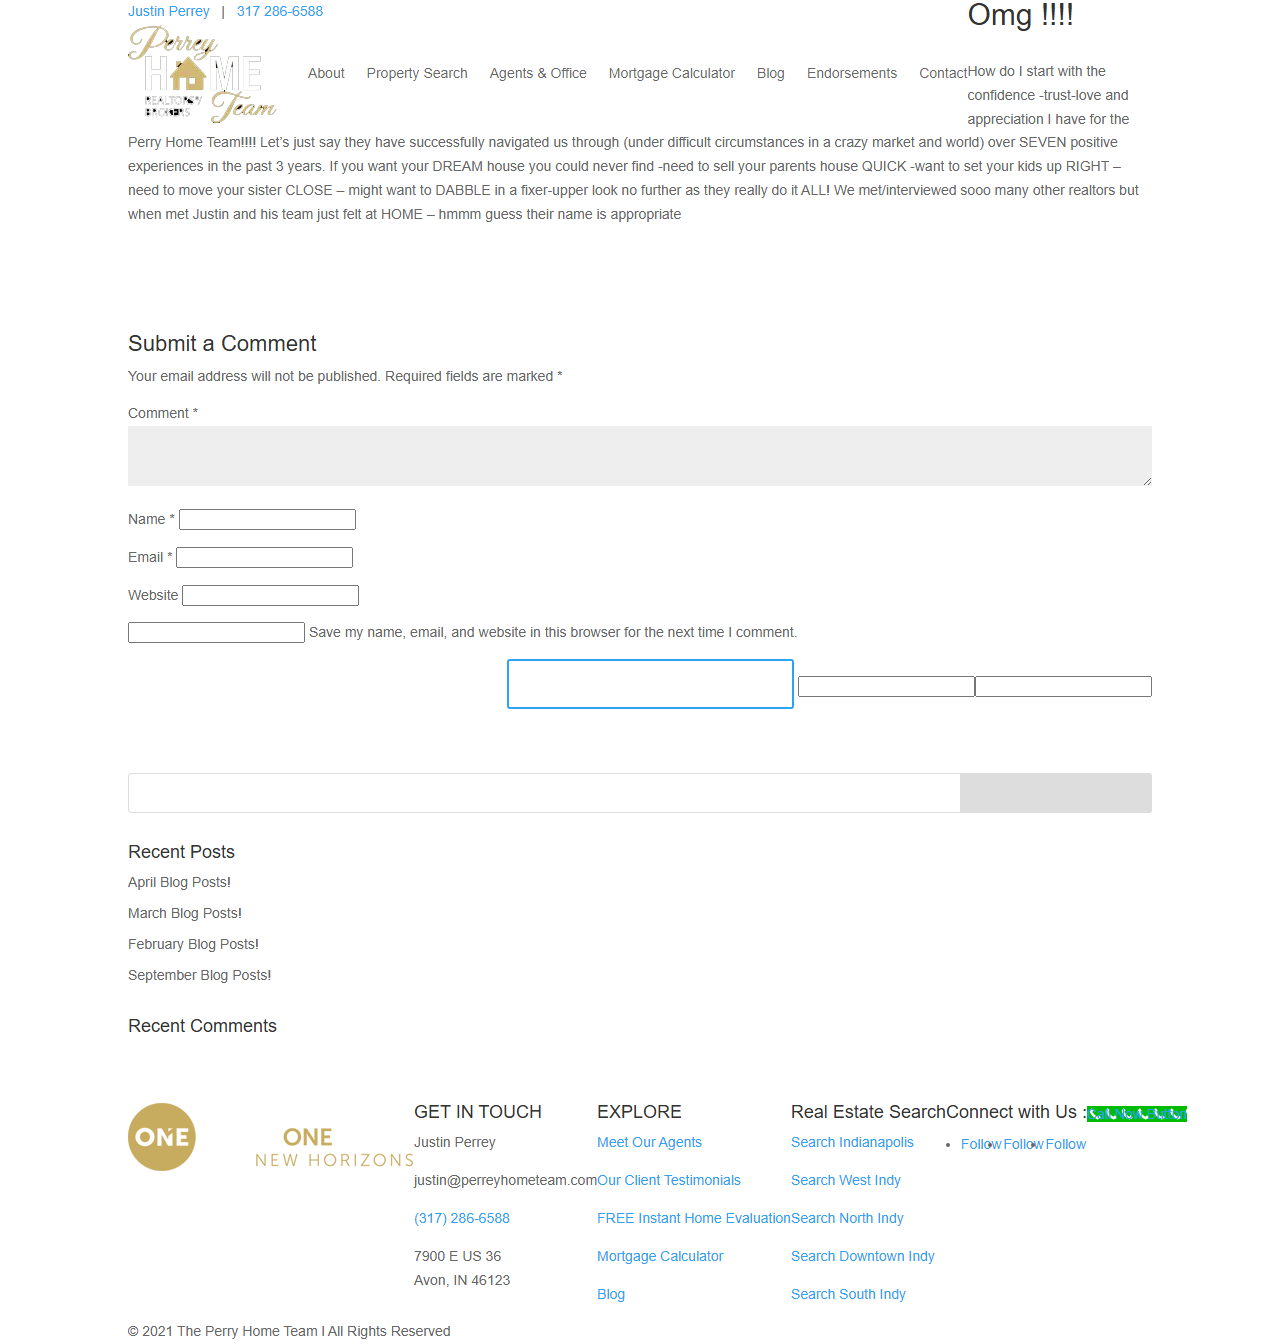 Justin Perrey | 317 286-6588
Omg !!!!
Perrey
HOME
REALTORS
BROKERS
Team
About Property Search Agents & Office Mortgage Calculator Blog Endorsements Contact
How do I start with the
confidence -trust-love and
appreciation I have for the
Perry Home Team!!!! Let’s just say they have successfully navigated us through (under difficult circumstances in a crazy market and world) over SEVEN positive
experiences in the past 3 years. If you want your DREAM house you could never find -need to sell your parents house QUICK -want to set your kids up RIGHT –
need to move your sister CLOSE – might want to DABBLE in a fixer-upper look no further as they really do it ALL! We met/interviewed sooo many other realtors but
when met Justin and his team just felt at HOME – hmmm guess their name is appropriate
Submit a Comment
Your email address will not be published. Required fields are marked *
Comment *
Name *
Email *
Website
Save my name, email, and website in this browser for the next time I comment.
Recent Posts
April Blog Posts!
March Blog Posts!
February Blog Posts!
September Blog Posts!
Recent Comments
ONE
ONE
NEW HORIZONS
GET IN TOUCH
Justin Perrey
justin@perreyhometeam.com
(317) 286-6588
7900 E US 36
Avon, IN 46123
EXPLORE
Meet Our Agents
Our Client Testimonials
FREE Instant Home Evaluation
Mortgage Calculator
Blog
Real Estate Search
Search Indianapolis
Search West Indy
Search North Indy
Search Downtown Indy
Search South Indy
Connect with Us :
Follow
Follow
Follow
Call Now Button
© 2021 The Perry Home Team I All Rights Reserved